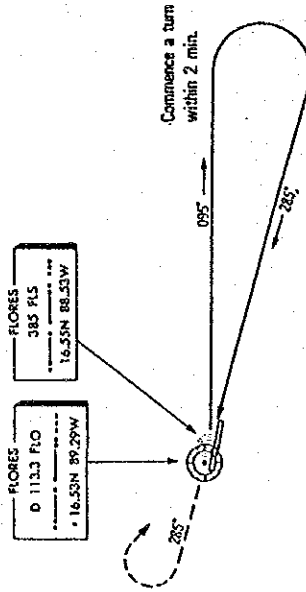 FLORES
D 113.3 FLO
16.53N 89.29W
FLORES
385 FLS
16.55N 88.53W
Commence a turn
within 2 min.
095°
285°
285°